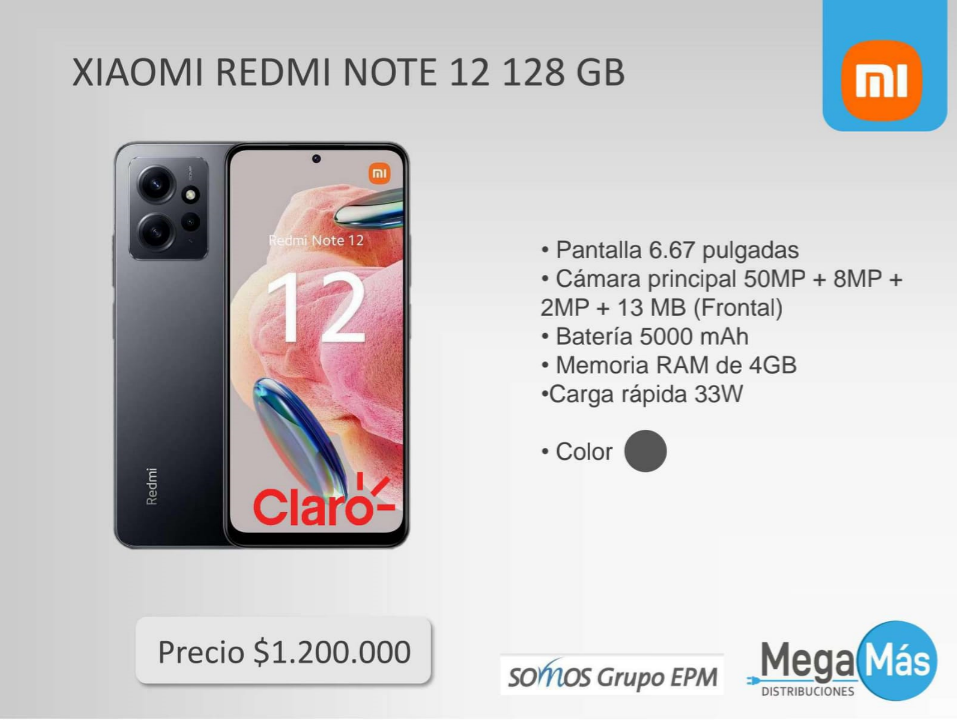 XIAOMI REDMI NOTE 12 128 GB
mi
mi
Redmi Note 12
12
Redmi
Claro
• Pantalla 6.67 pulgadas
• Cámara principal 50MP + 8MP +
2MP + 13 MB (Frontal)
• Batería 5000 mAh
• Memoria RAM de 4GB
•Carga rápida 33W
• Color
Precio $1.200.000
SOMOS Grupo EPM
Mega Más
DISTRIBUCIONES